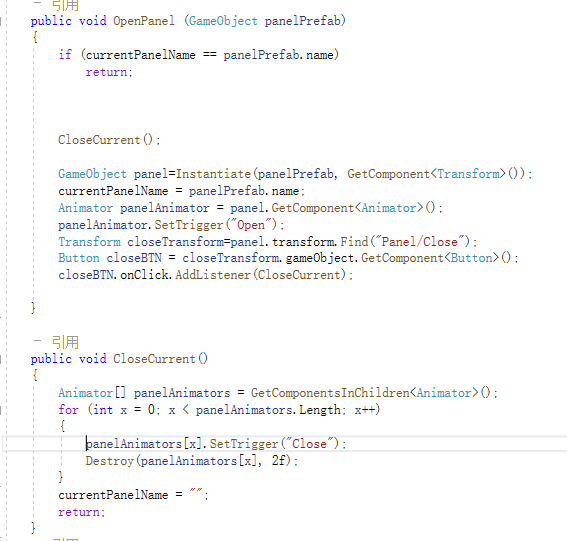 一 引用
public void OpenPanel (GameObject panelPrefab)
{
if (currentPanelName == panelPrefab.name)
return;
CloseCurrent();
GameObject panel=Instantiate(panelPrefab, GetComponent<Transform>());
currentPanelName = panelPrefab.name;
Animator panelAnimator = panel.GetComponent<Animator>();
panelAnimator.SetTrigger("Open");
Transform closeTransform=panel.transform.Find("Panel/Close");
Button closeBTN = closeTransform.gameObject.GetComponent<Button>();
closeBTN.onClick.AddListener(CloseCurrent);
}
一 引用
public void CloseCurrent()
{
Animator[] panelAnimators = GetComponentsInChildren<Animator>();
for (int x = 0; x < panelAnimators.Length; x++)
{
panelAnimators[x].SetTrigger("Close");
Destroy(panelAnimators[x], 2f);
}
currentPanelName = "";
return;
}